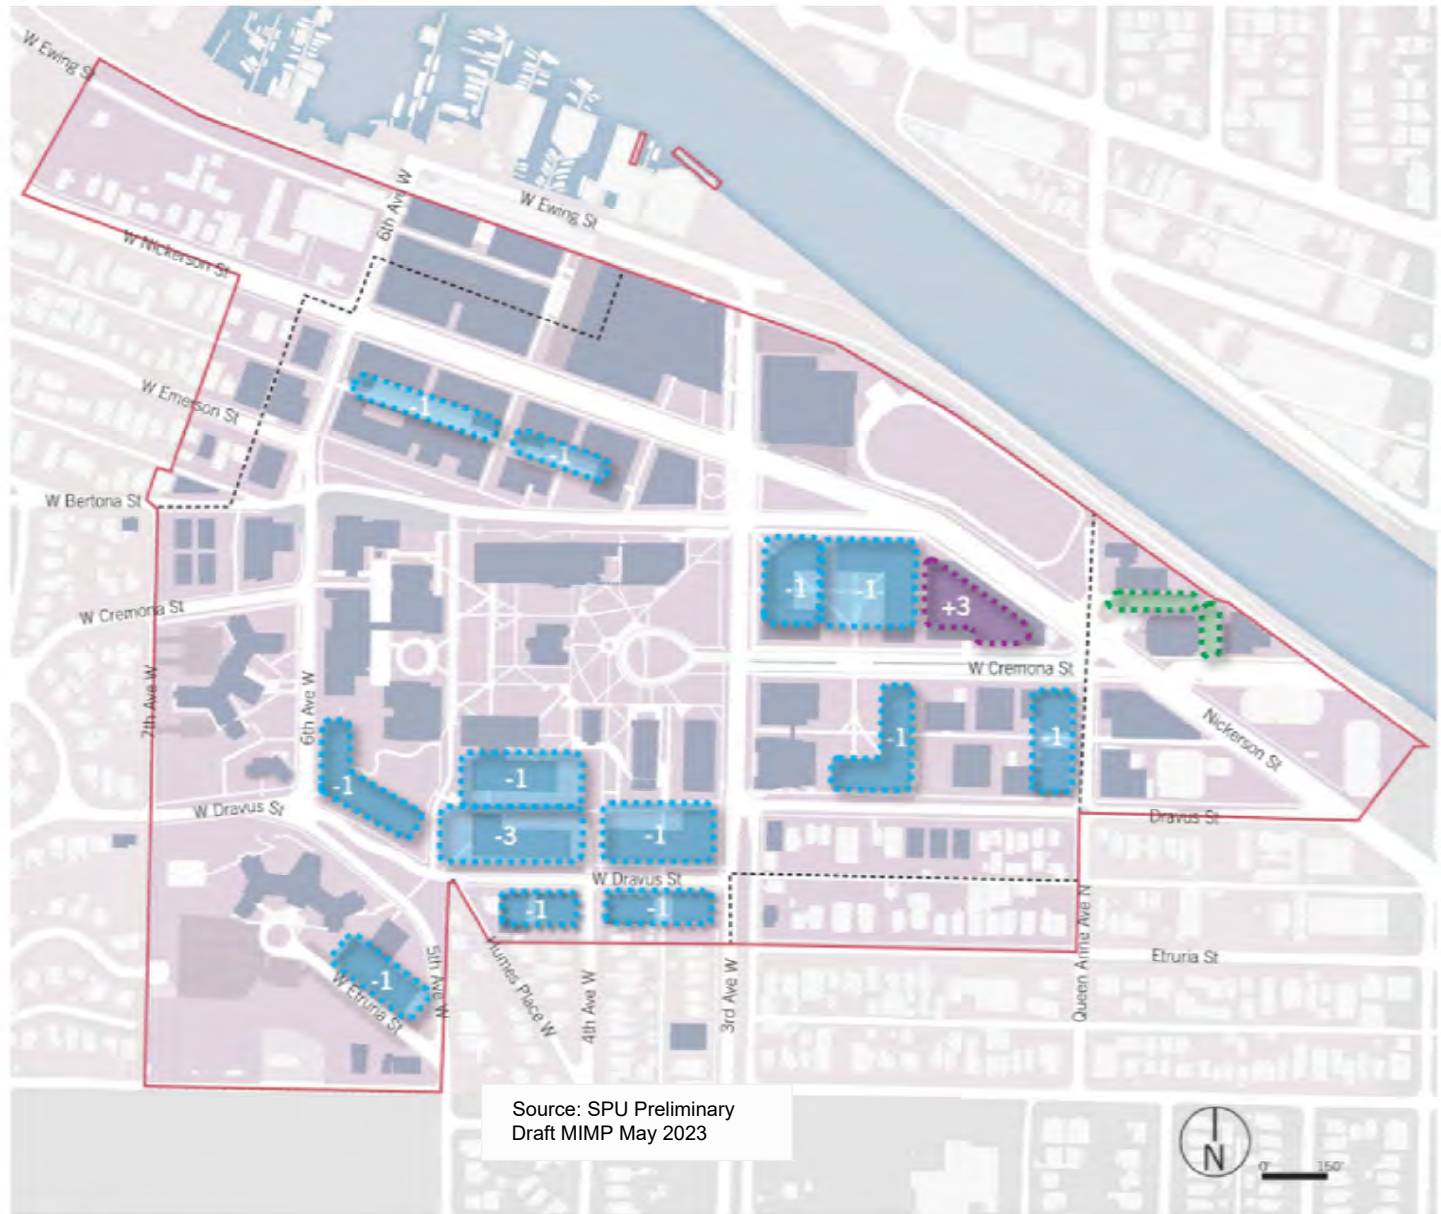 W Ewing St
6th Ave W
W Ewing St
W Nickerson St
W Emerson St
-1
-1
W Bertona St
-1
-1
+3
W Cremona St
W Cremona St
7th Ave W
6th Ave W
-1
-1
Nickerson St
-1
-1
W Dravus St
-3
-1
Dravus St
W Dravus St
-1
-1
Queen Anne Ave N
-1
W Etruria St
5th Ave W
Humes Place W
4th Ave W
3rd Ave W
Etruria St
Source: SPU Preliminary
Draft MIMP May 2023
N
0'
150'